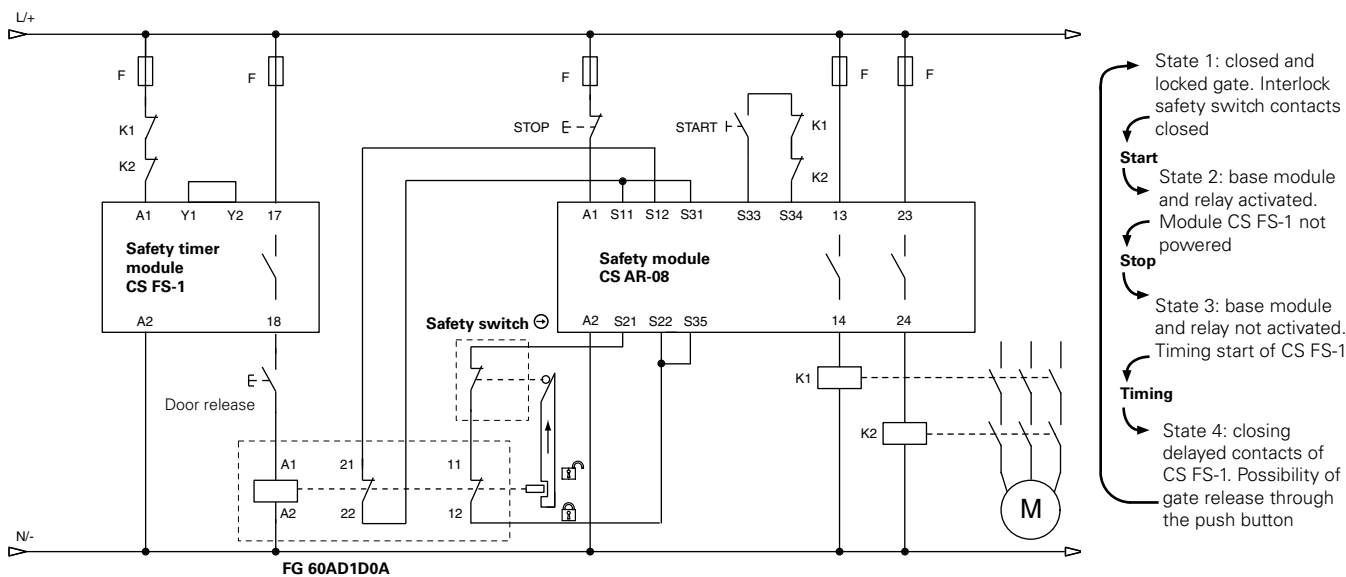 L/+
F
F
F
F
F
K1
K2
STOP
START
K1
K2
A1
Y1
Y2
17
Safety timer
module
CS FS-1
A2
18
A1
S11
S12
S31
S33
S34
13
23
Safety module
CS AR-08
A2
S21
S22
S35
14
24
Safety switch
Door release
K1
K2
A1
A2
21
22
11
12
M
N/-
FG 60AD1D0A
State 1: closed and
locked gate. Interlock
safety switch contacts
closed
Start
State 2: base module
and relay activated.
Module CS FS-1 not
powered
Stop
State 3: base module
and relay not activated.
Timing start of CS FS-1
Timing
State 4: closing
delayed contacts of
CS FS-1. Possibility of
gate release through
the push button